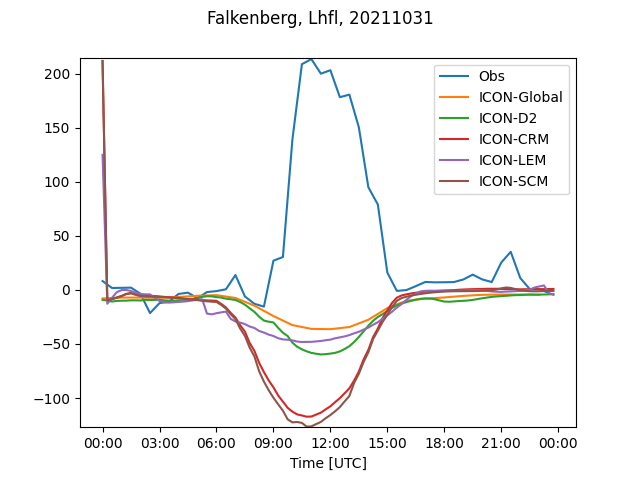 Falkenberg, Lhfl, 20211031
200
150
100
50
0
−50
−100
Obs
ICON-Global
ICON-D2
ICON-CRM
ICON-LEM
ICON-SCM
00:00 03:00 06:00 09:00 12:00 15:00 18:00 21:00 00:00
Time [UTC]